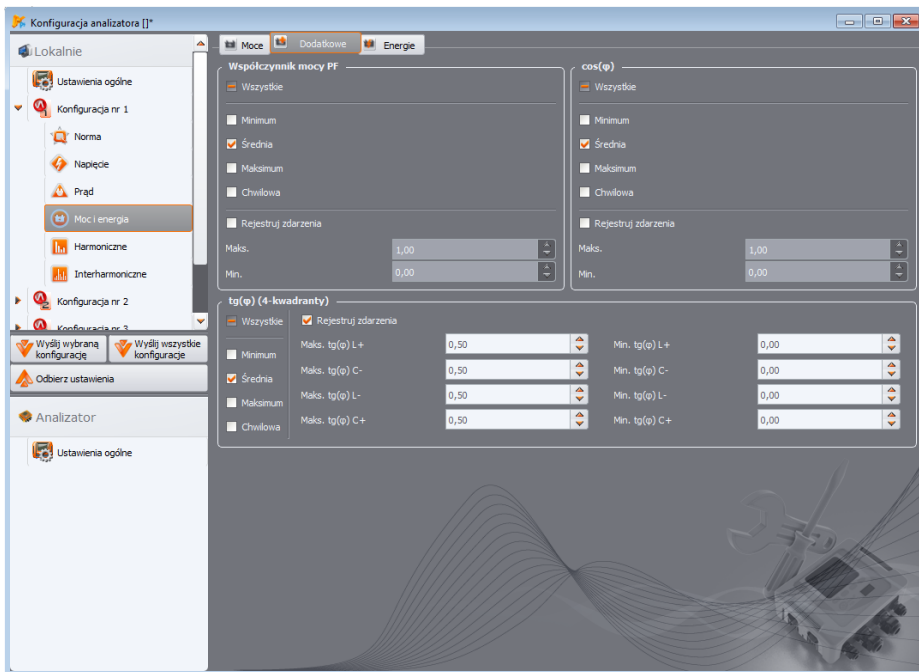 Konfiguracja analizatora []*
Lokalnie
Ustawienia ogólne
Konfiguracja nr 1
Norma
Napięcie
Prąd
Moc i energia
Harmoniczne
Interharmoniczne
Konfiguracja nr 2
Konfiguracja nr 3
Wyślij wybraną konfigurację
Wyślij wszystkie konfiguracje
Odbierz ustawienia
Analizator
Ustawienia ogólne
Moce Dodatkowe Energie
Współczynnik mocy PF
Wszystkie
Minimum
Średnia
Maksimum
Chwilowa
Rejestruj zdarzenia
Maks. 1,00
Min. 0,00
cos(φ)
Wszystkie
Minimum
Średnia
Maksimum
Chwilowa
Rejestruj zdarzenia
Maks. 1,00
Min. 0,00
tg(φ) (4-kwadranty)
Wszystkie
Minimum
Średnia
Maksimum
Chwilowa
Rejestruj zdarzenia
Maks. tg(φ) L+ 0,50 Min. tg(φ) L+ 0,00
Maks. tg(φ) C- 0,50 Min. tg(φ) C- 0,00
Maks. tg(φ) L- 0,50 Min. tg(φ) L- 0,00
Maks. tg(φ) C+ 0,50 Min. tg(φ) C+ 0,00